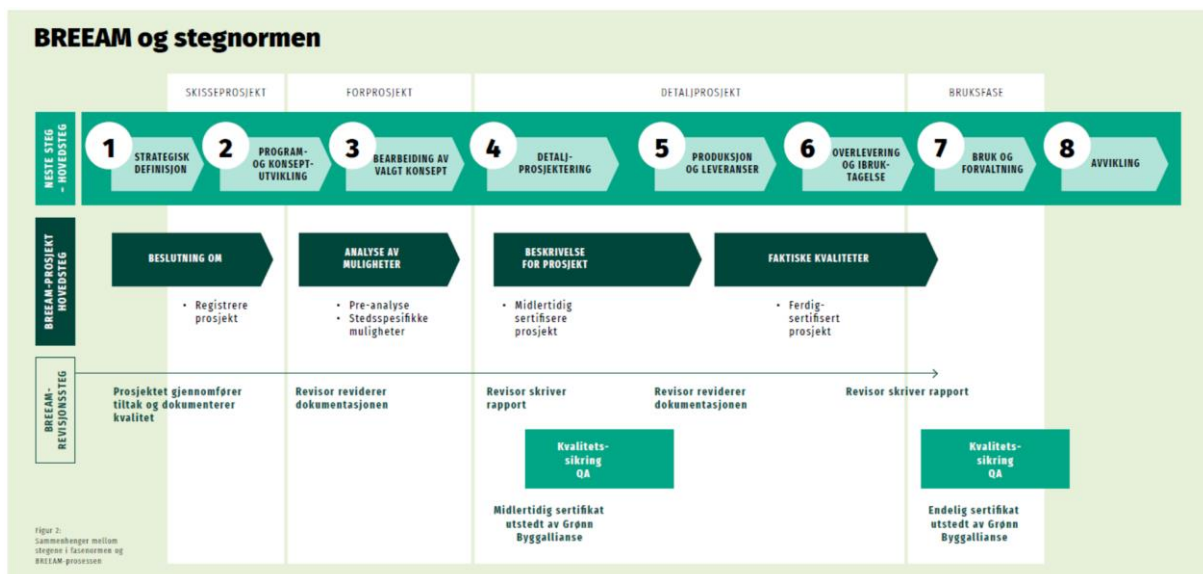 BREEAM og stegnormen
SKISSEPROSJEKT
FORPROSJEKT
DETALJPROSJEKT
BRUKSFASE
NESTE STEG
– HOVEDSTEG
1
STRATEGISK
DEFINISJON
2
PROGRAM-
OG KONSEPT-
UTVIKLING
3
BEARBEIDING AV
VALGT KONSEPT
4
DETALJ-
PROSJEKTERING
5
PRODUKSJON
OG LEVERANSER
6
OVERLEVERING
OG IBRUK-
TAGELSE
7
BRUK OG
FORVALTNING
8
AVVIKLING
BREEAM-PROSJEKT
HOVEDSTEG
BESLUTNING OM
ANALYSE AV
MULIGHETER
BESKRIVELSE
FOR PROSJEKT
FAKTISKE KVALITETER
• Registrere
prosjekt
• Pre-analyse
• Stedsspesifikke
muligheter
• Midlertidig
sertifisere
prosjekt
• Ferdig-
sertifisert
prosjekt
BREEAM-
REVISJONSSTEG
Prosjektet gjennomfører
tiltak og dokumenterer
kvalitet
Revisor reviderer
dokumentasjonen
Revisor skriver
rapport
Revisor reviderer
dokumentasjonen
Revisor skriver rapport
Kvalitets-
sikring
QA
Kvalitets-
sikring
QA
Midlertidig sertifikat
utstedt av Grønn
Byggallianse
Endelig sertifikat
utstedt av Grønn
Byggallianse
Figur 2:
Sammenhenger mellom
stegene i fasenormen og
BREEAM-prosessen